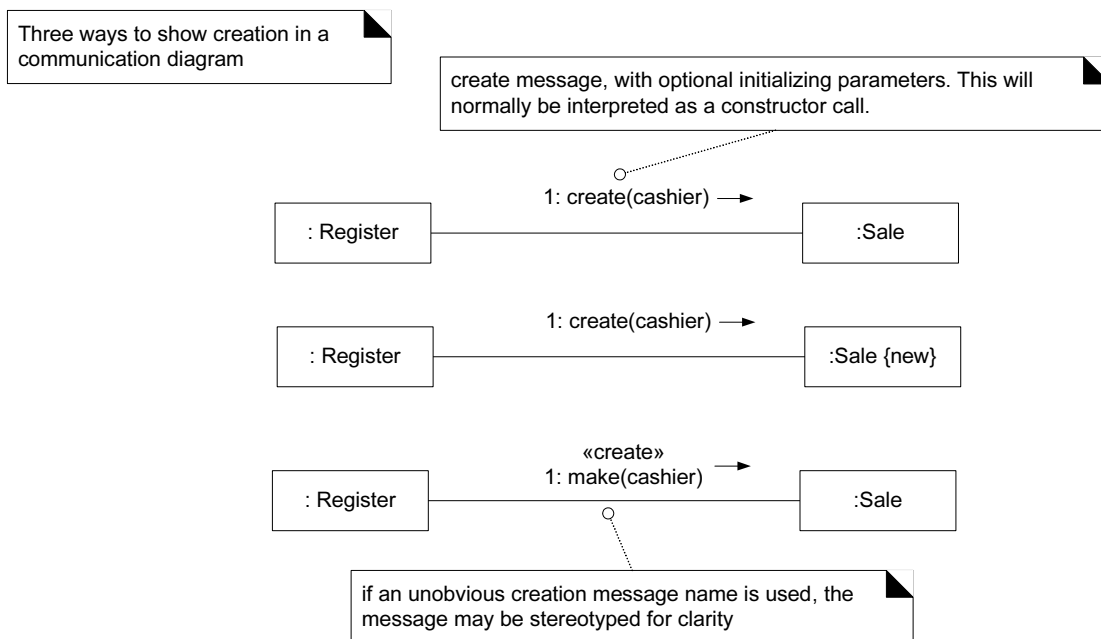 Three ways to show creation in a
communication diagram
create message, with optional initializing parameters. This will
normally be interpreted as a constructor call.
1: create(cashier)
: Register
:Sale
1: create(cashier)
: Register
:Sale {new}
«create»
1: make(cashier)
: Register
:Sale
if an unobvious creation message name is used, the
message may be stereotyped for clarity